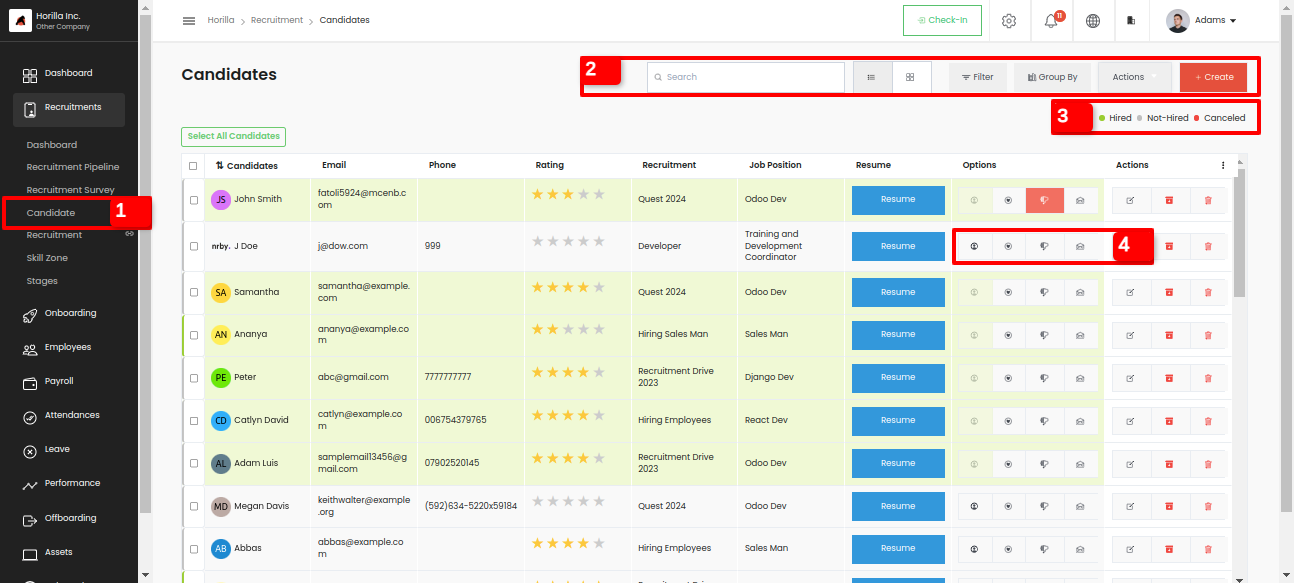 Horilla Inc.
Other Company
Horilla > Recruitment > Candidates
Check-In
11
Adams
Dashboard
Recruitments
Dashboard
Recruitment Pipeline
Recruitment Survey
Candidate
1
Recruitment
Skill Zone
Stages
Onboarding
Employees
Payroll
Attendances
Leave
Performance
Offboarding
Assets
Candidates
2
Search
Filter
Group By
Actions
+ Create
3
Hired Not-Hired Canceled
Select All Candidates
Candidates Email Phone Rating Recruitment Job Position Resume Options Actions
JS John Smith fatoli5924@mcenb.c
om
Quest 2024 Odoo Dev Resume
nrby. J Doe j@dow.com 999 Developer
Training and
Development
Coordinator
Resume
4
SA Samantha samantha@example.
com
Quest 2024 Odoo Dev Resume
AN Ananya ananya@example.co
m
Hiring Sales Man Sales Man Resume
PE Peter abc@gmail.com 7777777777
Recruitment Drive
2023
Django Dev Resume
CD Catlyn David catlyn@example.co
m
006754379765 Hiring Employees React Dev Resume
AL Adam Luis samplemail13456@g
mail.com
07902520145
Recruitment Drive
2023
Odoo Dev Resume
MD Megan Davis keithwalter@example
.org
(592)634-5220x59184 Quest 2024 Odoo Dev Resume
AB Abbas abbas@example.co
m
Hiring Employees Sales Man Resume